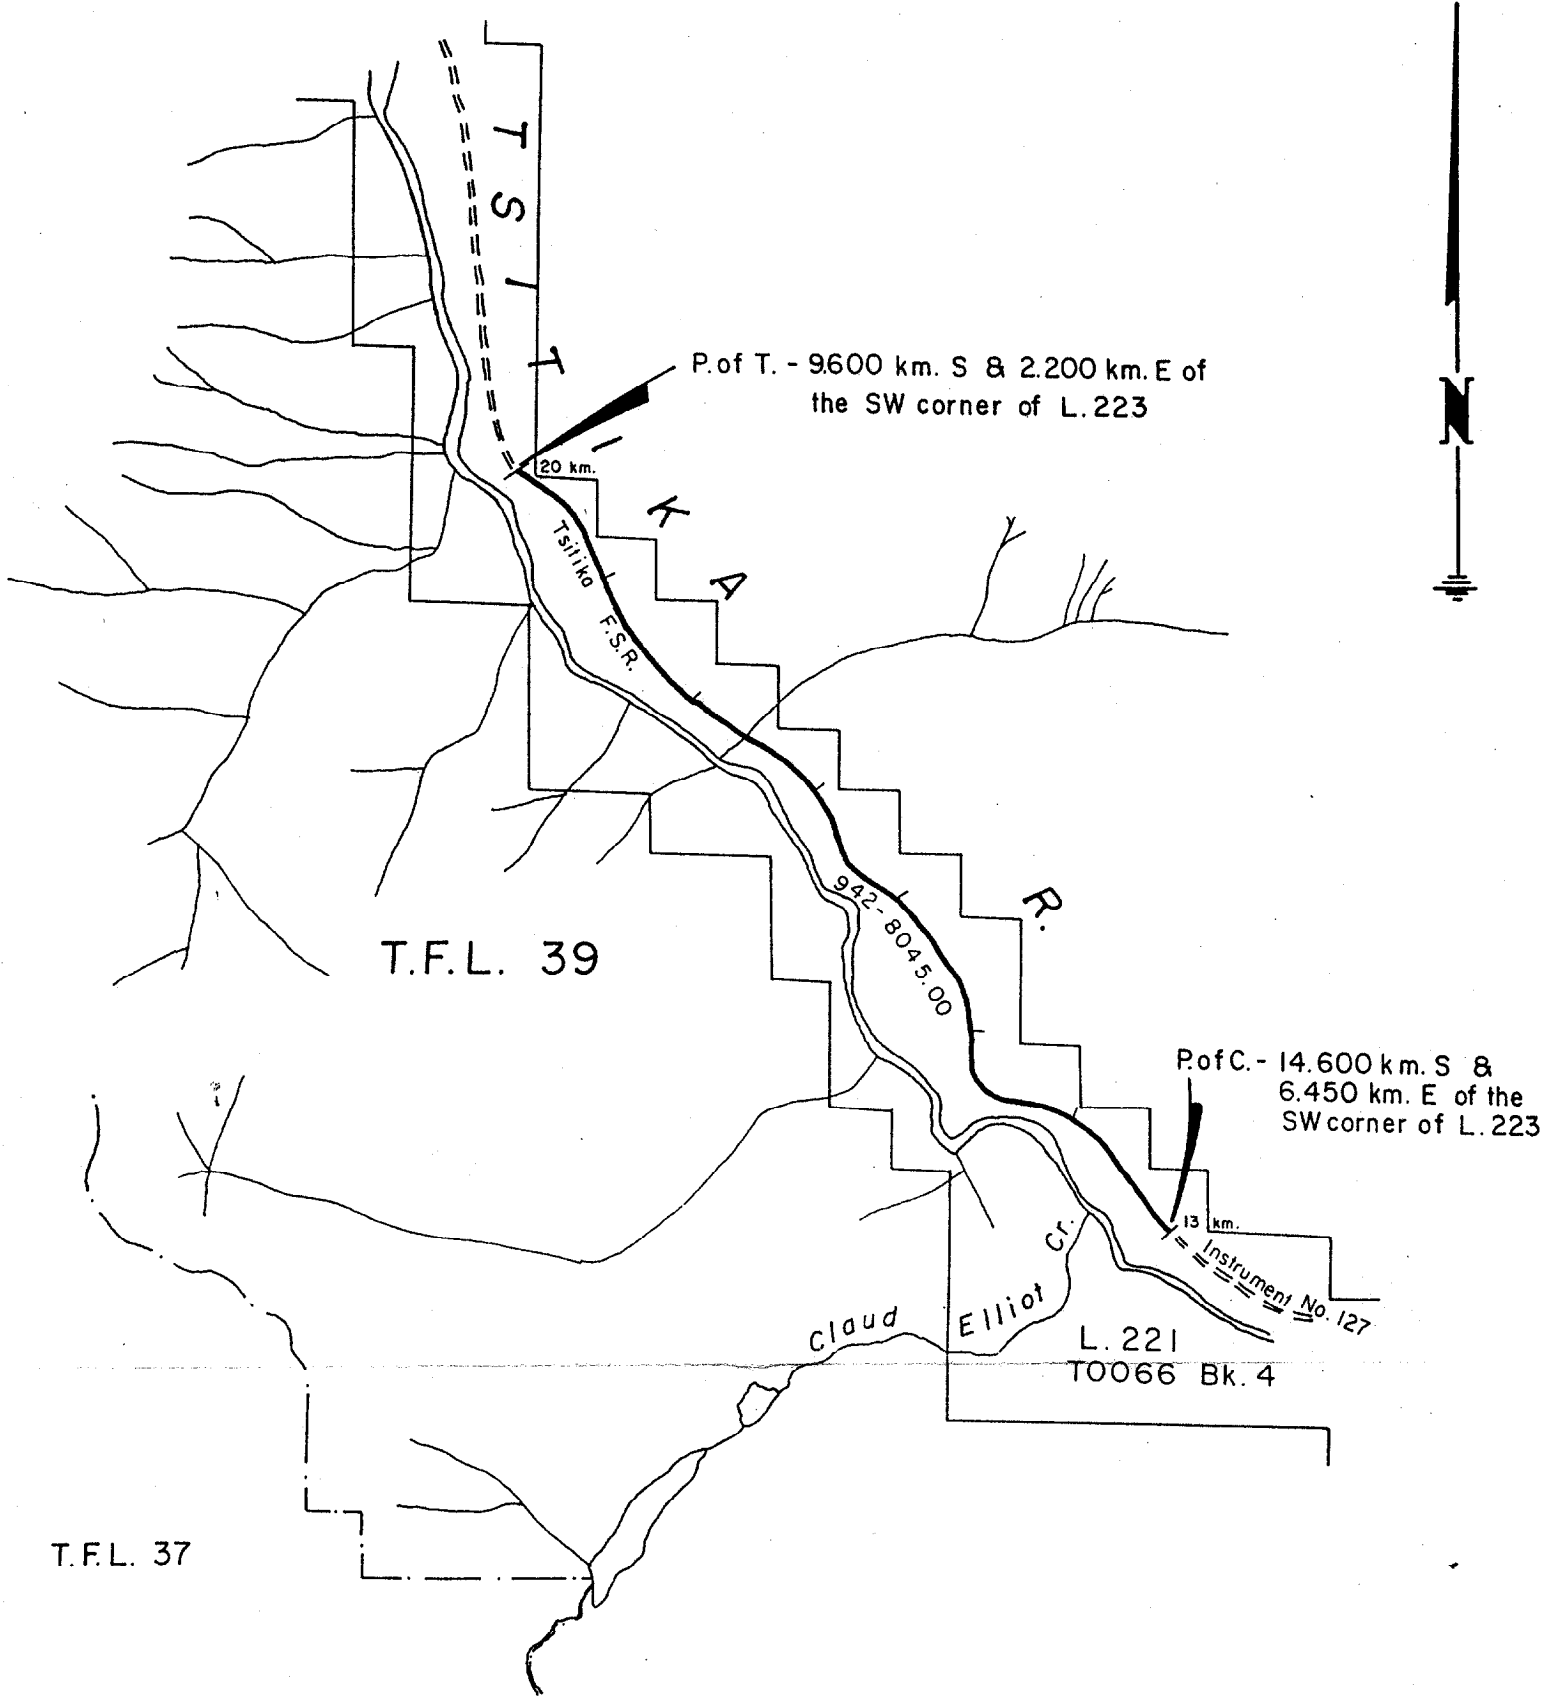 TSITIKA R.
P. of T. - 9.600 km. S & 2.200 km. E of
the SW corner of L. 223
N
20 km.
Tsitika F.S.R.
942-8045.00
T.F.L. 39
P. of C. - 14.600 km. S &
6.450 km. E of the
SW corner of L. 223
13 km.
Instrument No. 127
Claud Elliot Cr.
L. 221
T0066 Bk. 4
T.F.L. 37